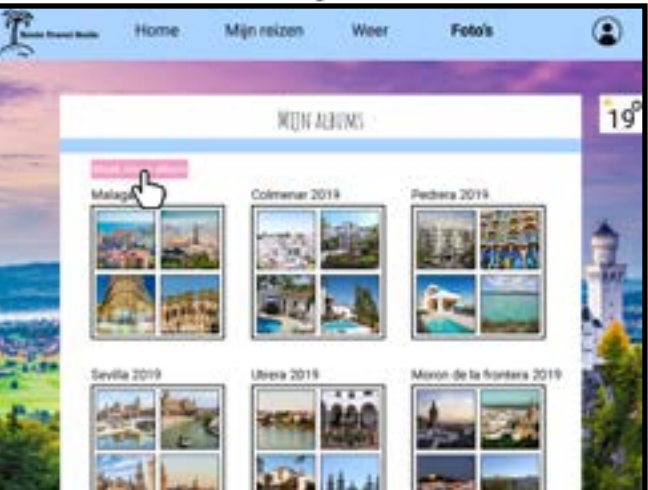 Home Mijn reizen Weer Foto's
19°
MIJN ALBUMS
Colmenar 2019 Pedrera 2019
Sevilla 2019 Utrera 2019 Moron de la frontera 2019